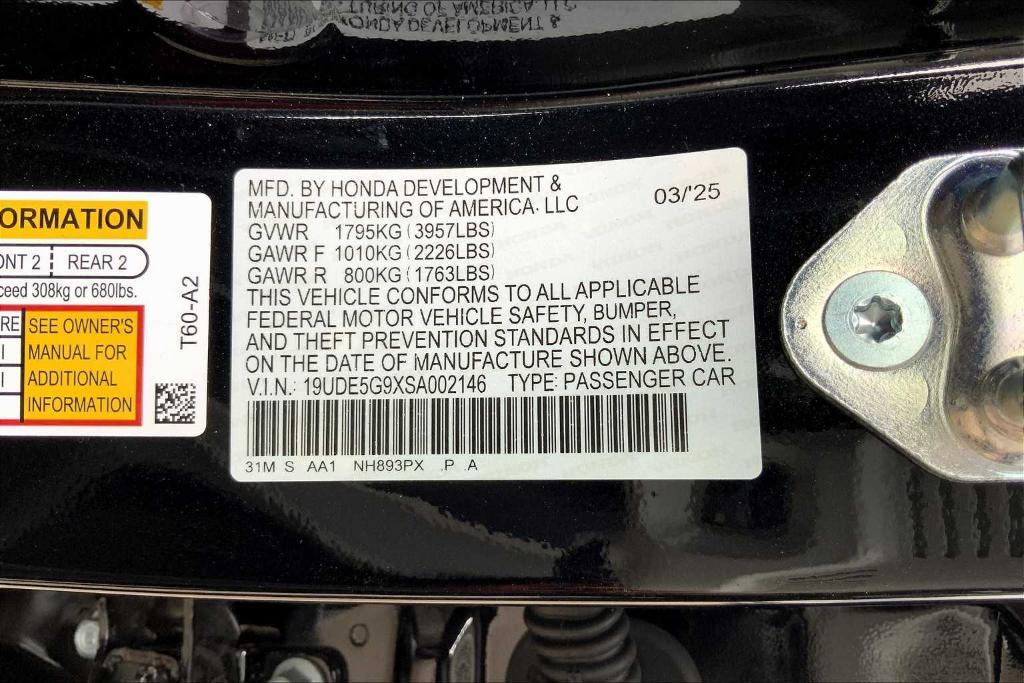 MFD. BY HONDA DEVELOPMENT &
MANUFACTURING OF AMERICA. LLC
03/'25
GVWR 1795KG (3957LBS)
GAWR F 1010KG (2226LBS)
GAWR R 800KG (1763LBS)
THIS VEHICLE CONFORMS TO ALL APPLICABLE
FEDERAL MOTOR VEHICLE SAFETY, BUMPER,
AND THEFT PREVENTION STANDARDS IN EFFECT
ON THE DATE OF MANUFACTURE SHOWN ABOVE.
V.I.N.: 19UDE5G9XSA002146 TYPE: PASSENGER CAR
31M S AA1 NH893PX .P .A
ORMATION
ONT 2 REAR 2
ceed 308kg or 680lbs.
RE
SEE OWNER'S
MANUAL FOR
ADDITIONAL
INFORMATION
T60-A2